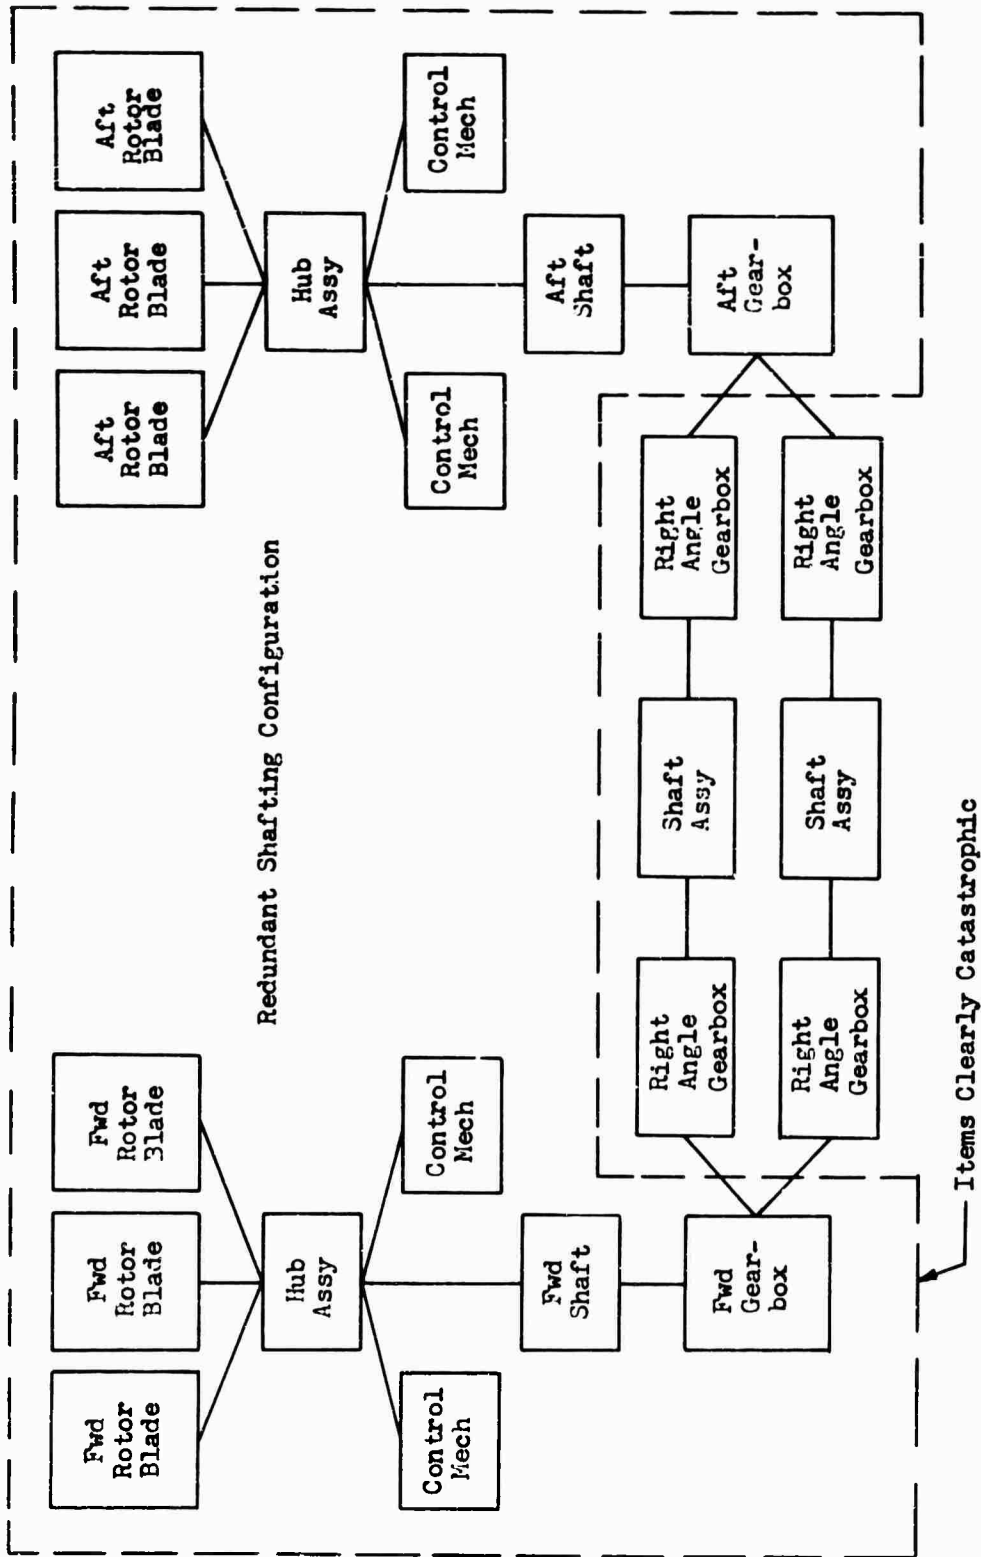 Fwd
Rotor
Blade
Fwd
Rotor
Blade
Fwd
Rotor
Blade
Aft
Rotor
Blade
Aft
Rotor
Blade
Aft
Rotor
Blade
Redundant Shafting Configuration
Hub
Assy
Hub
Assy
Control
Mech
Control
Mech
Control
Mech
Control
Mech
Fwd
Shaft
Aft
Shaft
Fwd
Gear-
box
Right
Angle
Gearbox
Shaft
Assy
Right
Angle
Gearbox
Aft
Gear-
box
Right
Angle
Gearbox
Shaft
Assy
Right
Angle
Gearbox
Items Clearly Catastrophic